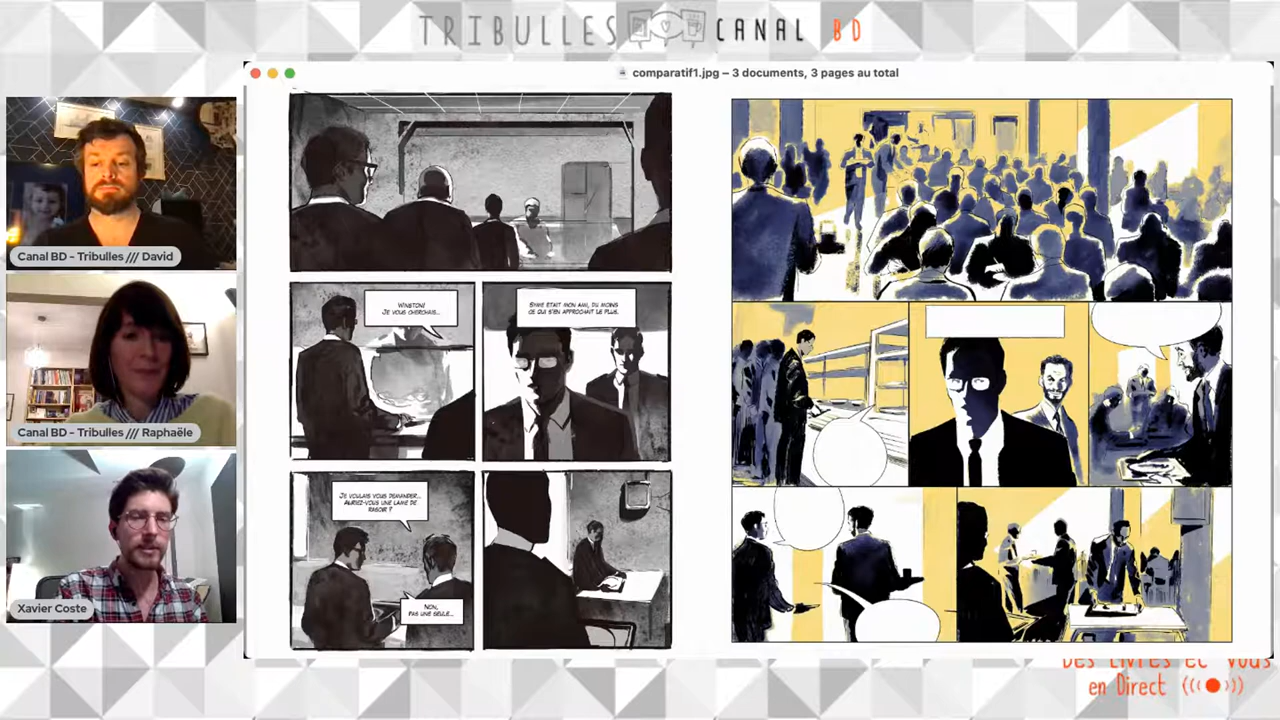 TRIBULLES CANAL BD
comparatif1.jpg – 3 documents, 3 pages au total
Canal BD - Tribulles /// David
Canal BD - Tribulles /// Raphaële
Xavier Coste
WINSTON!
JE VOUS CHERCHAIS...
SYME ÉTAIT MON AMI, DU MOINS
CE QUI S'EN APPROCHAIT LE PLUS.
JE VOULAIS VOUS DEMANDER...
AURIEZ-VOUS UNE LAME DE
RASOIR ?
NON,
PAS UNE SEULE...
Des Livres et Vous
en Direct